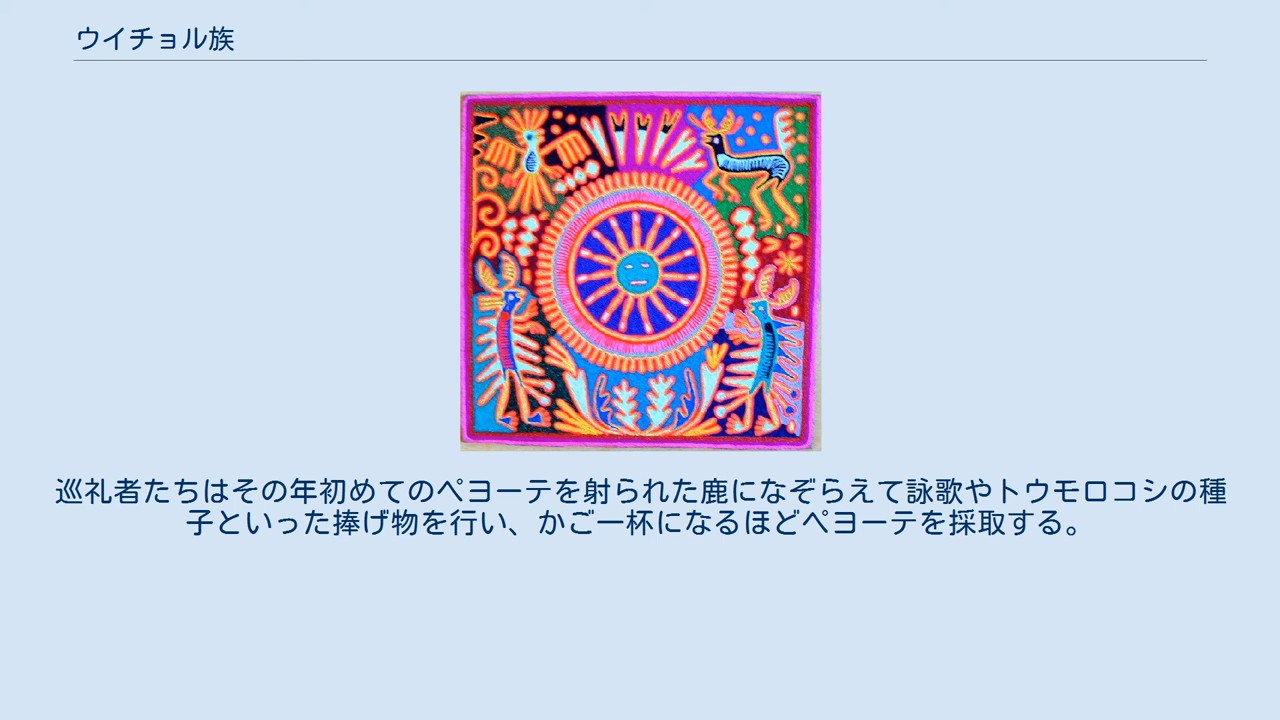 ウイチョル族
巡礼者たちはその年初めてのペヨーテを射られた鹿になぞらえて詠歌やトウモロコシの種
子といった捧げ物を行い、かご一杯になるほどペヨーテを採取する。